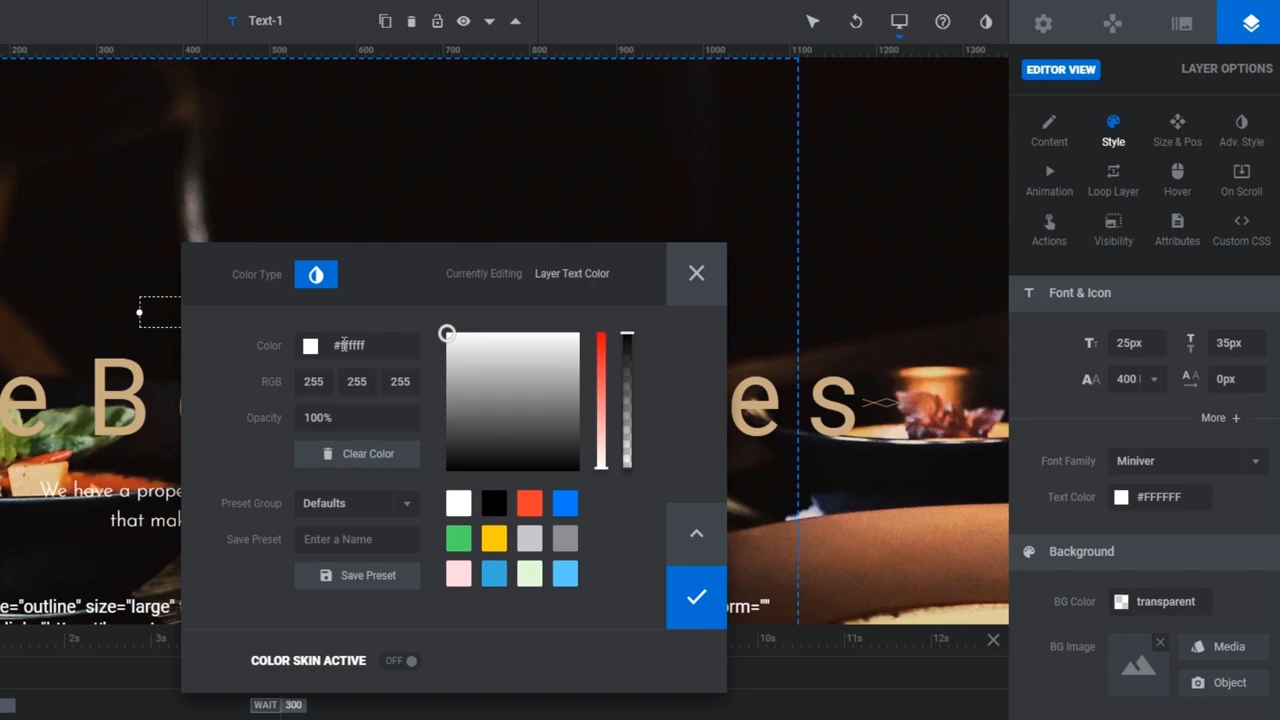 Text-1
200 300 400 500 600 700 800 900 1000 1100 1200 1300
EDITOR VIEW LAYER OPTIONS
Content Style Size & Pos Adv. Style
Animation Loop Layer Hover On Scroll
Actions Visibility Attributes Custom CSS
Color Type Currently Editing Layer Text Color
Font & Icon
Color #ffffff
25px 35px
RGB 255 255 255
400 0px
e B e s
Opacity 100%
More +
Clear Color
Font Family Miniver
We have a prope
Preset Group Defaults
Text Color #FFFFFF
that mak
Save Preset Enter a Name
Background
Save Preset
BG Color transparent
e="outline" size="large" orm=""
2s 3s 10s 11s 12s
BG Image Media
COLOR SKIN ACTIVE OFF
Object
WAIT 300